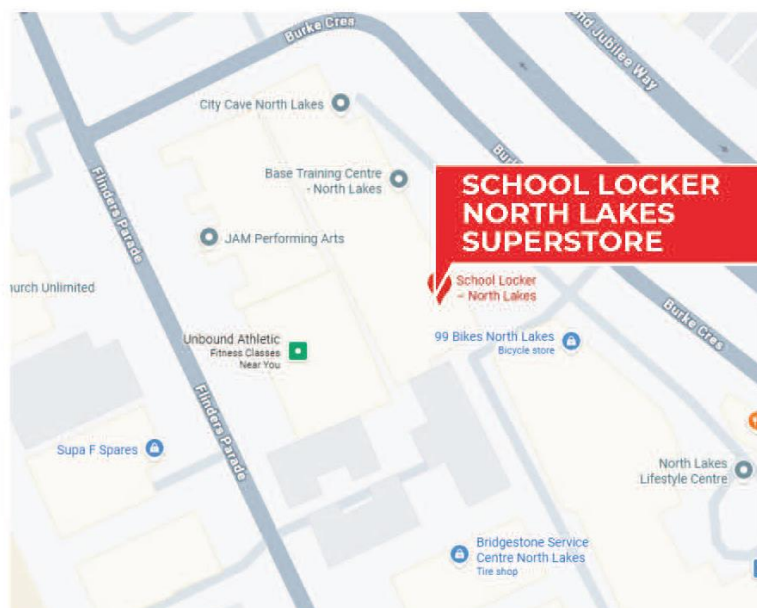 Burke Cres
Jubilee Way
City Cave North Lakes
Base Training Centre
- North Lakes
SCHOOL LOCKER
NORTH LAKES
SUPERSTORE
Flinders Parade
JAM Performing Arts
School Locker
– North Lakes
Unlimited
Unbound Athletic
Fitness Classes
Near You
99 Bikes North Lakes
Bicycle store
Burke Cres
Flinders Parade
Supa F Spares
North Lakes
Lifestyle Centre
Bridgestone Service
Centre North Lakes
Tire shop